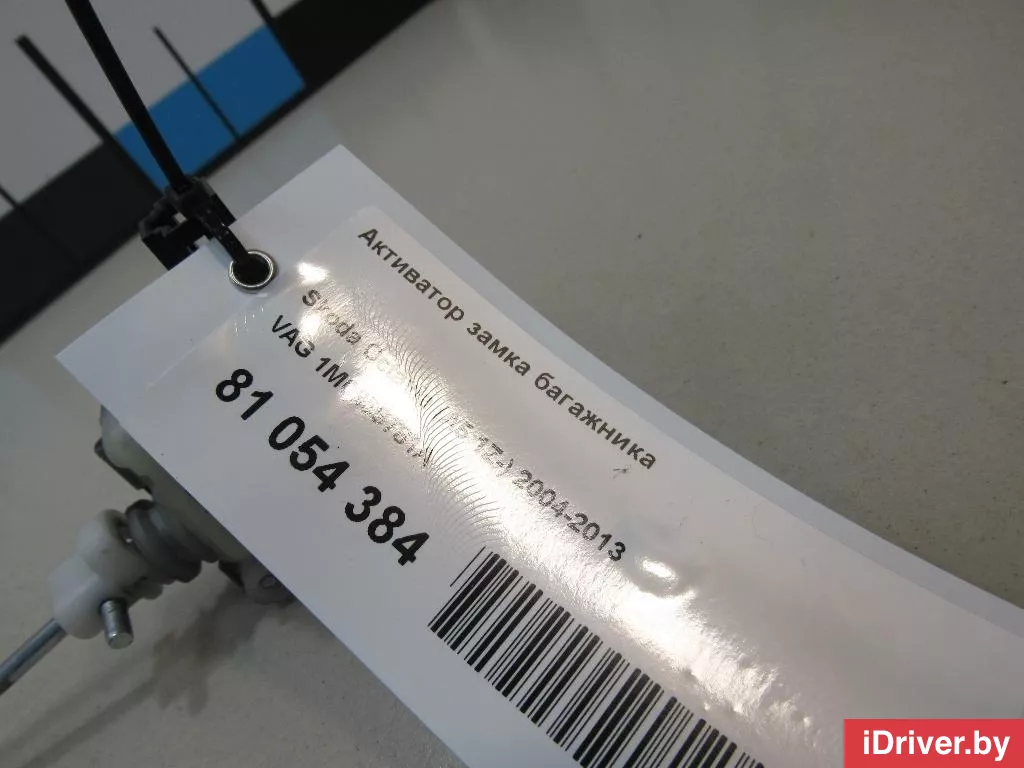 Активатор замка багажника
Skoda 2004-2013
VAG
81 054 384
iDriver.by